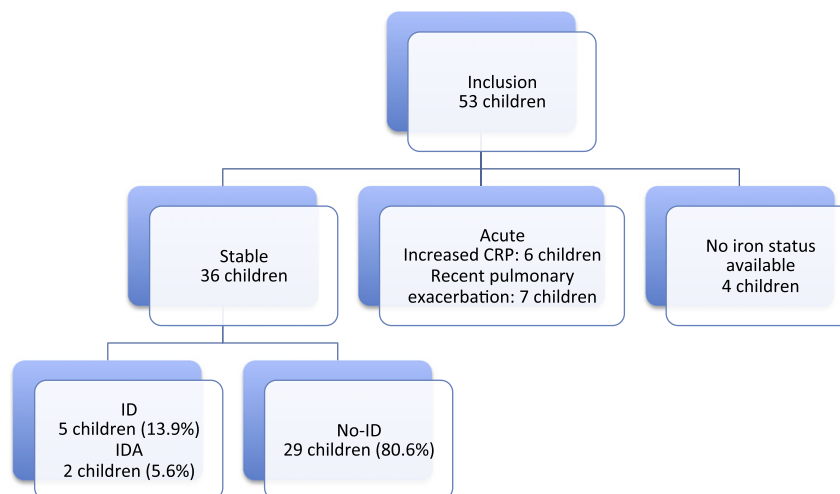 Inclusion
53 children
Stable
36 children
Acute
Increased CRP: 6 children
Recent pulmonary
exacerbation: 7 children
No iron status
available
4 children
ID
5 children (13.9%)
IDA
2 children (5.6%)
No-ID
29 children (80.6%)